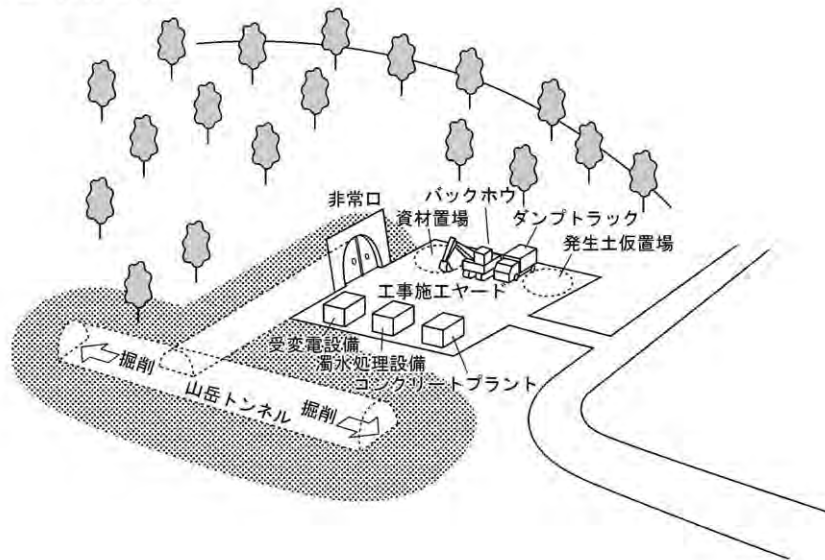 非常口
バックホウ
資材置場
ダンプトラック
発生土仮置場
工事施工ヤード
受変電設備
濁水処理設備
コンクリートプラント
掘削
山岳トンネル
掘削